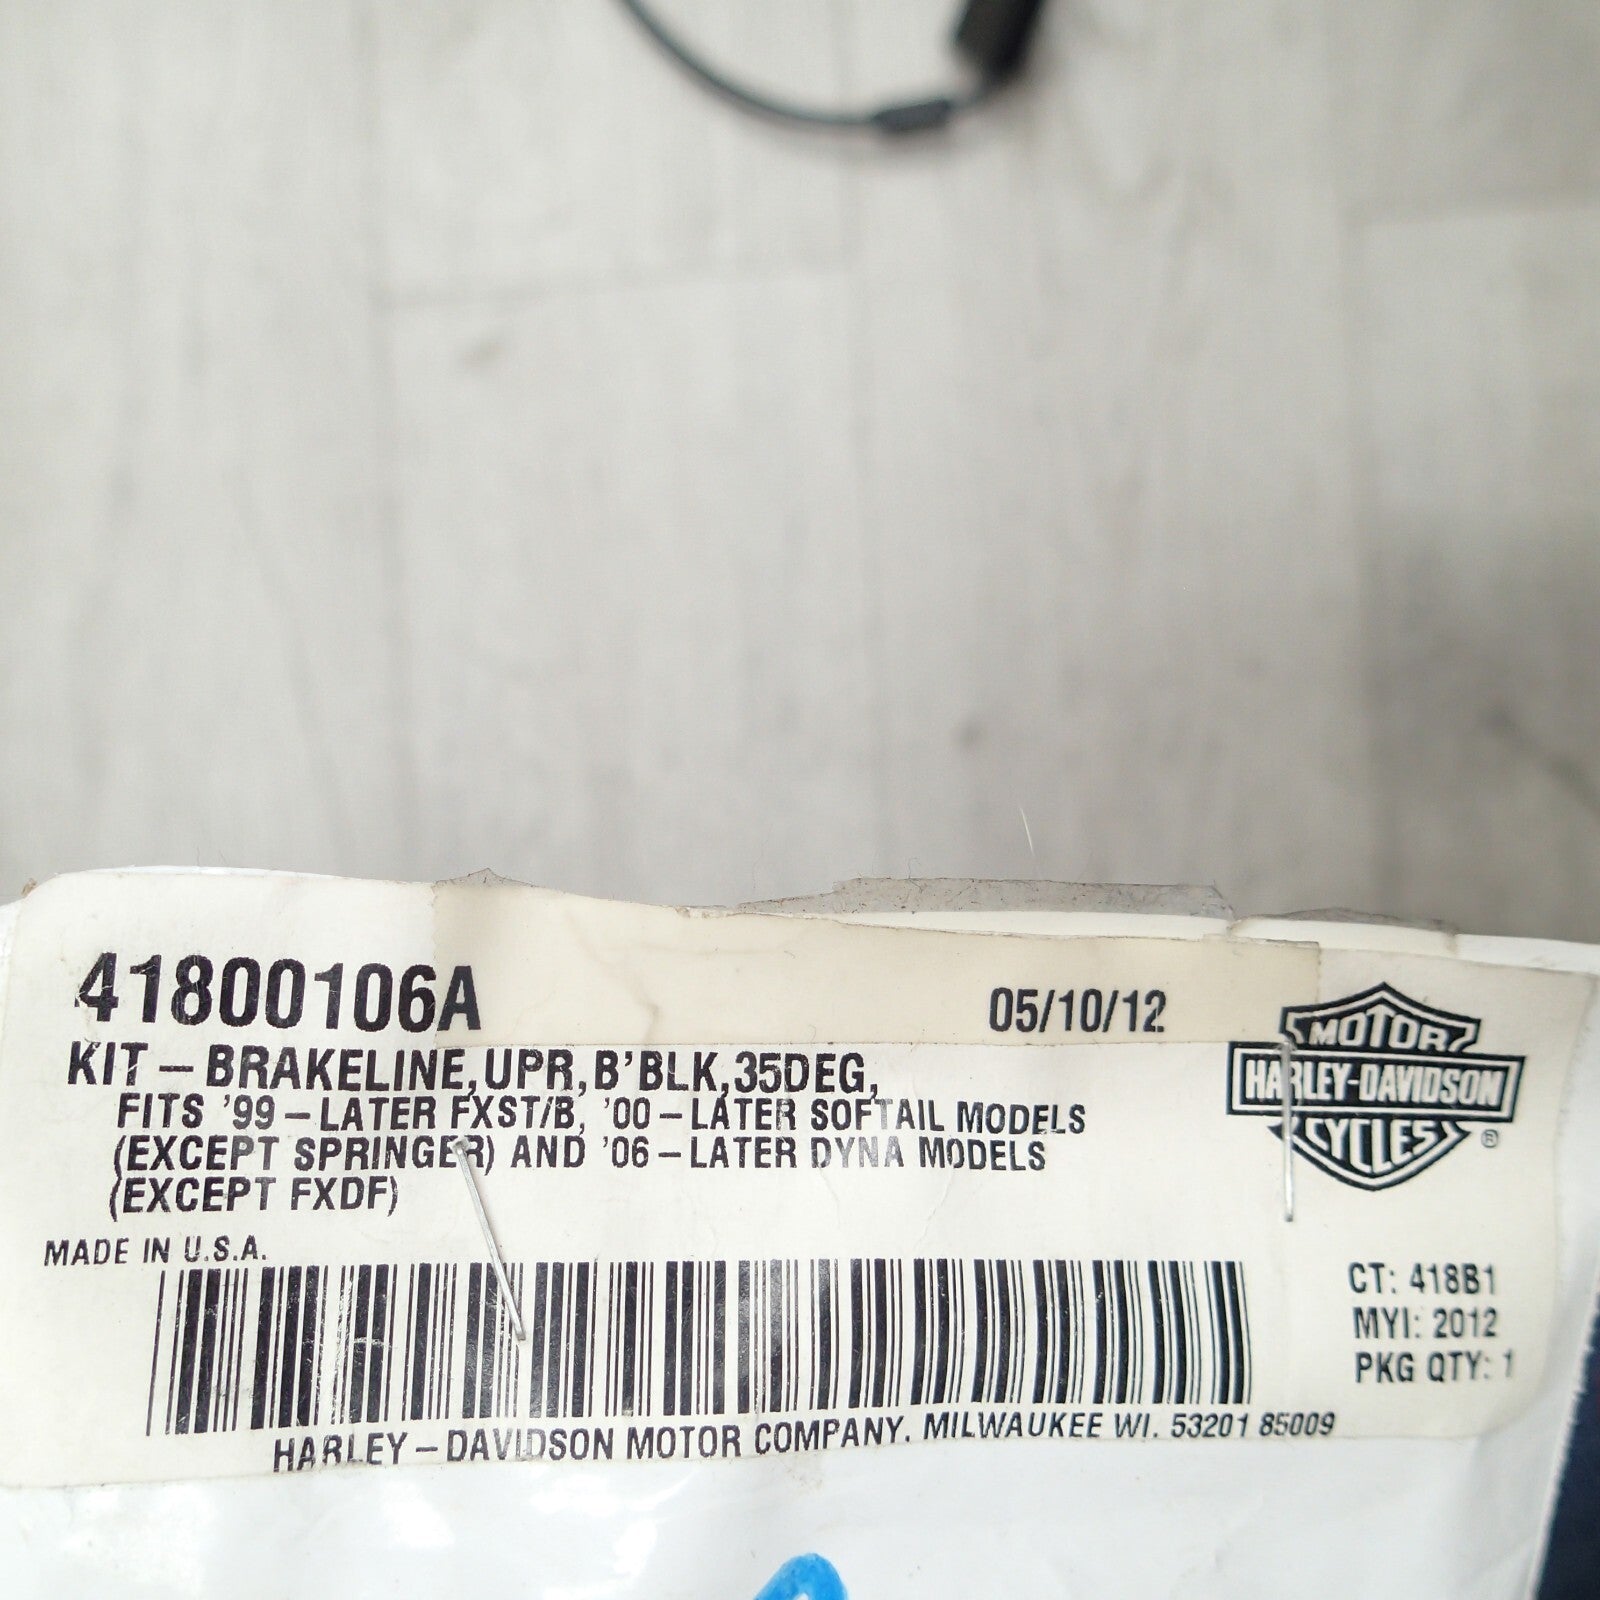 41800106A
05/10/12
KIT – BRAKELINE,UPR,B'BLK,35DEG,
FITS '99 – LATER FXST/B, '00 – LATER SOFTAIL MODELS
(EXCEPT SPRINGER) AND '06 – LATER DYNA MODELS
(EXCEPT FXDF)
MADE IN U.S.A.
MOTOR
HARLEY-DAVIDSON
CYCLES
®
CT: 418B1
MYI: 2012
PKG QTY: 1
HARLEY – DAVIDSON MOTOR COMPANY. MILWAUKEE WI. 53201 85009